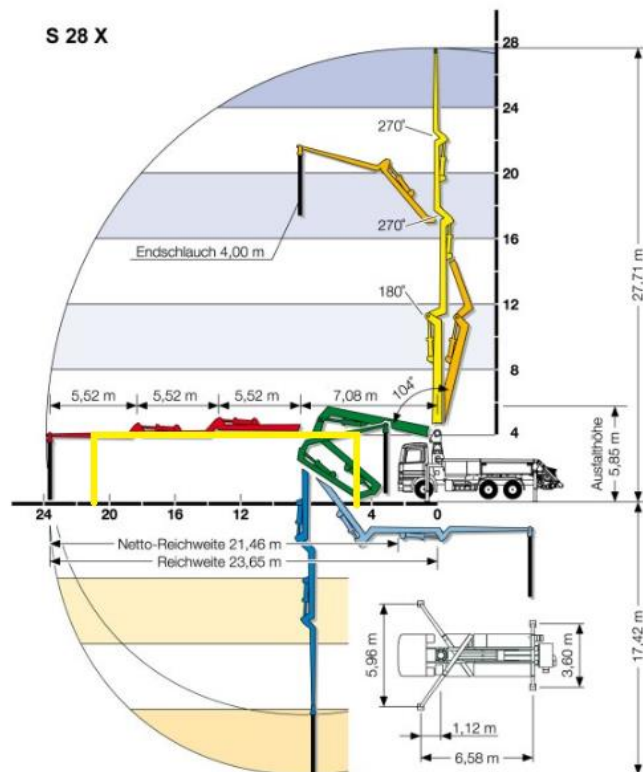 S 28 X
28
24
270°
20
270°
16
Endschlauch 4,00 m
27,71 m
180°
12
8
5,52 m
5,52 m
5,52 m
7,08 m
104°
4
Ausfalthöhe
5,85 m
24
20
16
12
4
0
Netto-Reichweite 21,46 m
Reichweite 23,65 m
17,42 m
5,96 m
3,60 m
1,12 m
6,58 m